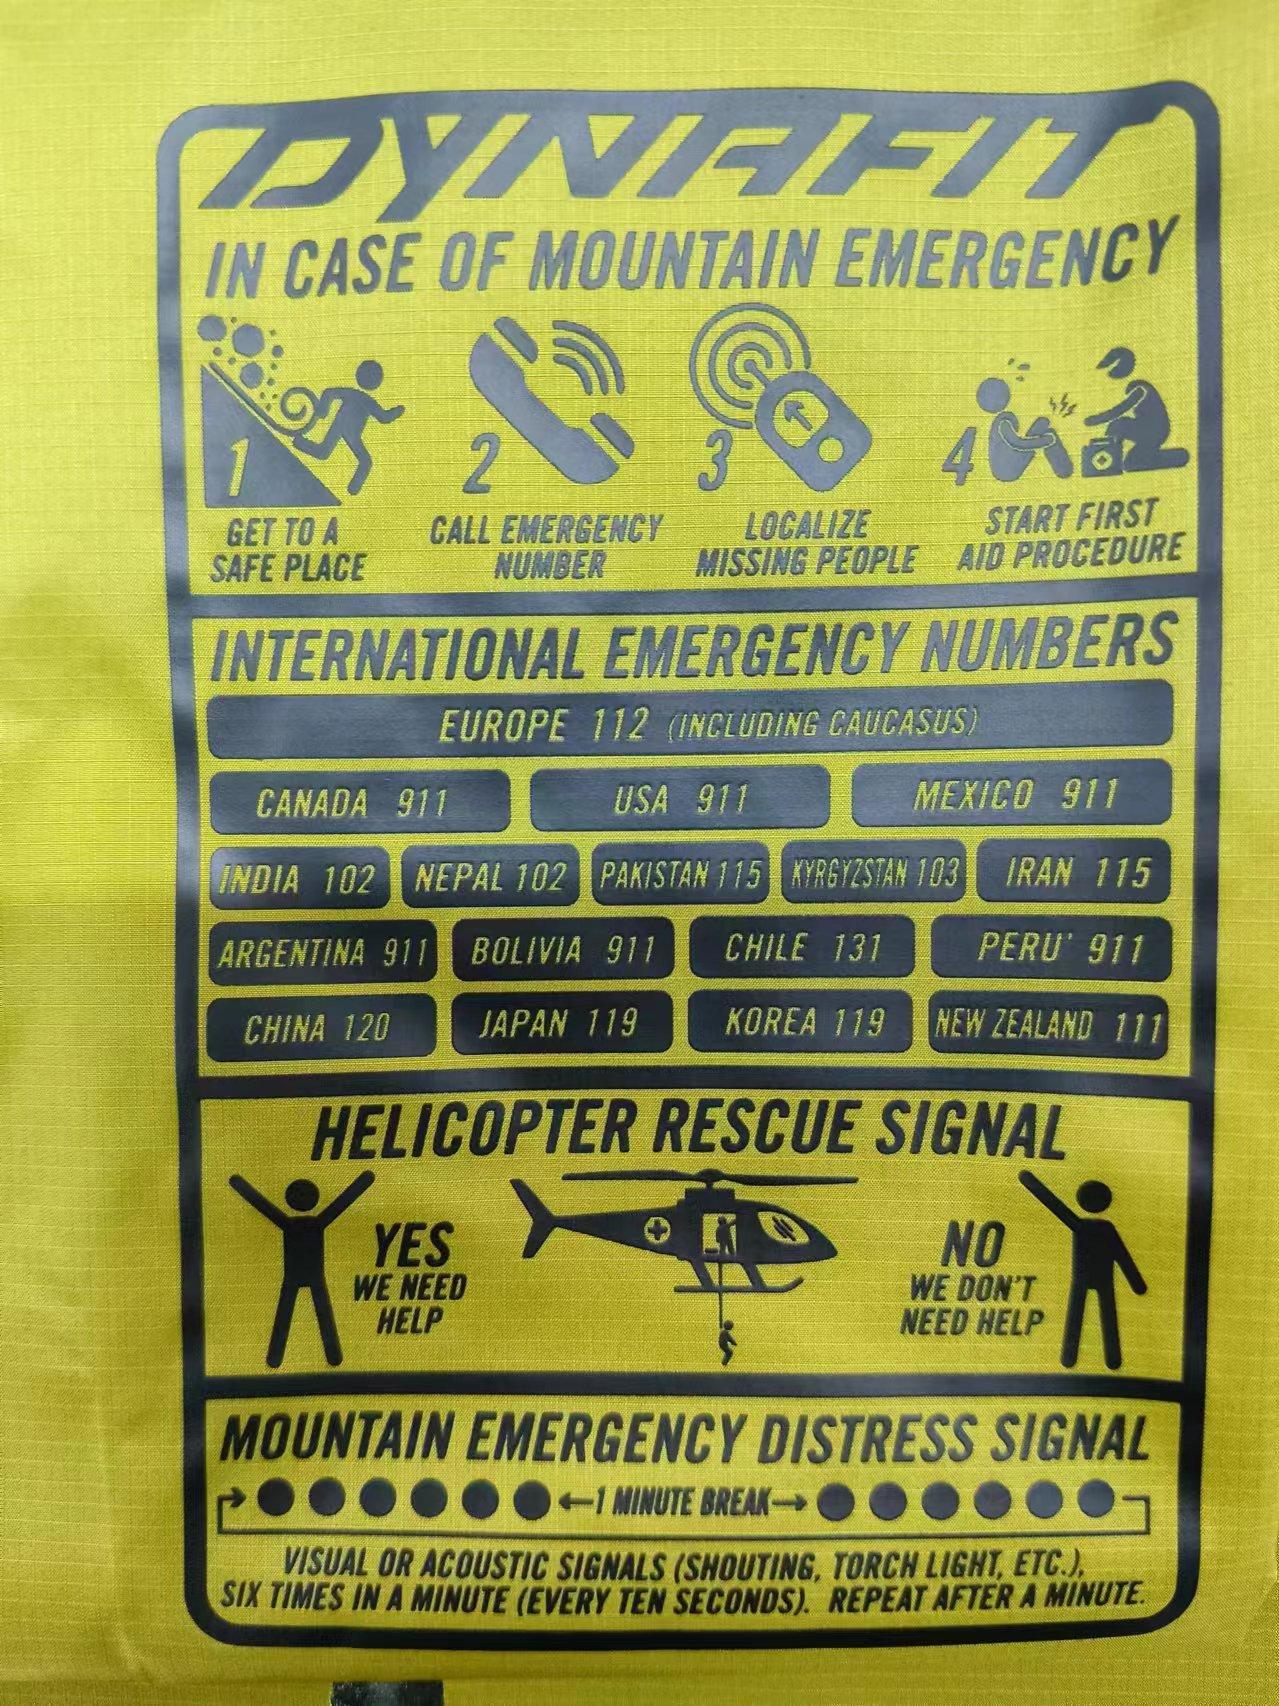 DYNAFIT
IN CASE OF MOUNTAIN EMERGENCY
1
GET TO A
SAFE PLACE
2
CALL EMERGENCY
NUMBER
3
LOCALIZE
MISSING PEOPLE
4
START FIRST
AID PROCEDURE
INTERNATIONAL EMERGENCY NUMBERS
EUROPE 112 (INCLUDING CAUCASUS)
CANADA 911
USA 911
MEXICO 911
INDIA 102
NEPAL 102
PAKISTAN 115
KYRGYZSTAN 103
IRAN 115
ARGENTINA 911
BOLIVIA 911
CHILE 131
PERU' 911
CHINA 120
JAPAN 119
KOREA 119
NEW ZEALAND 111
HELICOPTER RESCUE SIGNAL
YES
WE NEED
HELP
NO
WE DON'T
NEED HELP
MOUNTAIN EMERGENCY DISTRESS SIGNAL
1 MINUTE BREAK
VISUAL OR ACOUSTIC SIGNALS (SHOUTING, TORCH LIGHT, ETC.),
SIX TIMES IN A MINUTE (EVERY TEN SECONDS). REPEAT AFTER A MINUTE.